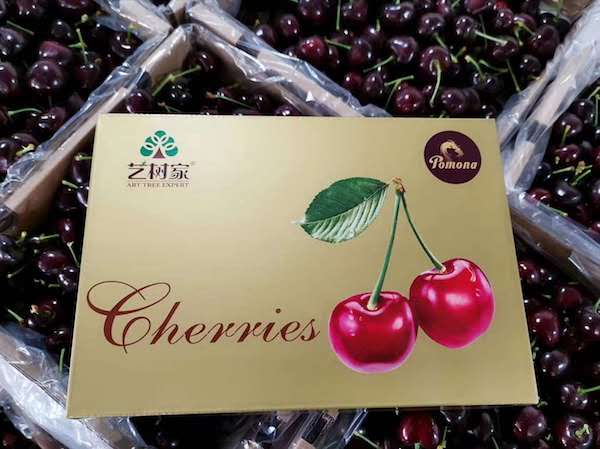 艺树家®
ART TREE EXPERT
Pomona
Cherries